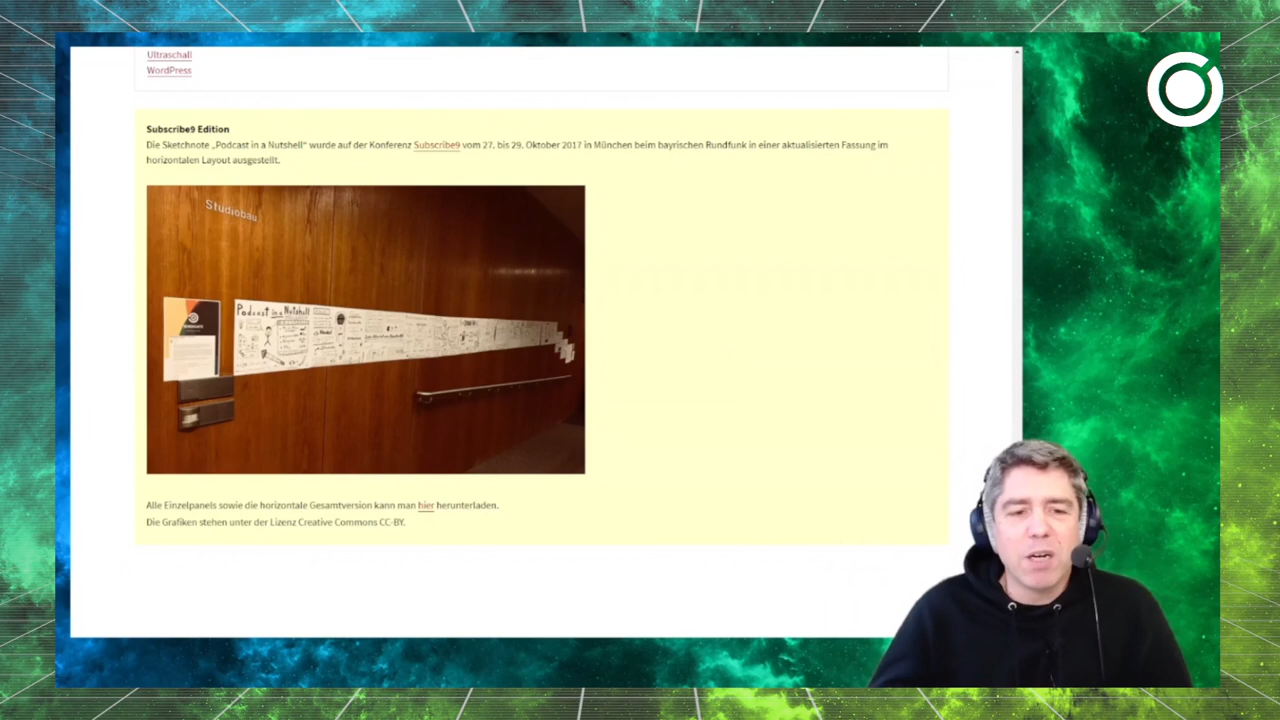 Ultraschall
WordPress
Subscribe9 Edition
Die Sketchnote „Podcast in a Nutshell“ wurde auf der Konferenz Subscribe9 vom 27. bis 29. Oktober 2017 in München beim bayrischen Rundfunk in einer aktualisierten Fassung im
horizontalen Layout ausgestellt.
Studiobau
Podcast in a Nutshell
Alle Einzelpanels sowie die horizontale Gesamtversion kann man hier herunterladen.
Die Grafiken stehen unter der Lizenz Creative Commons CC-BY.